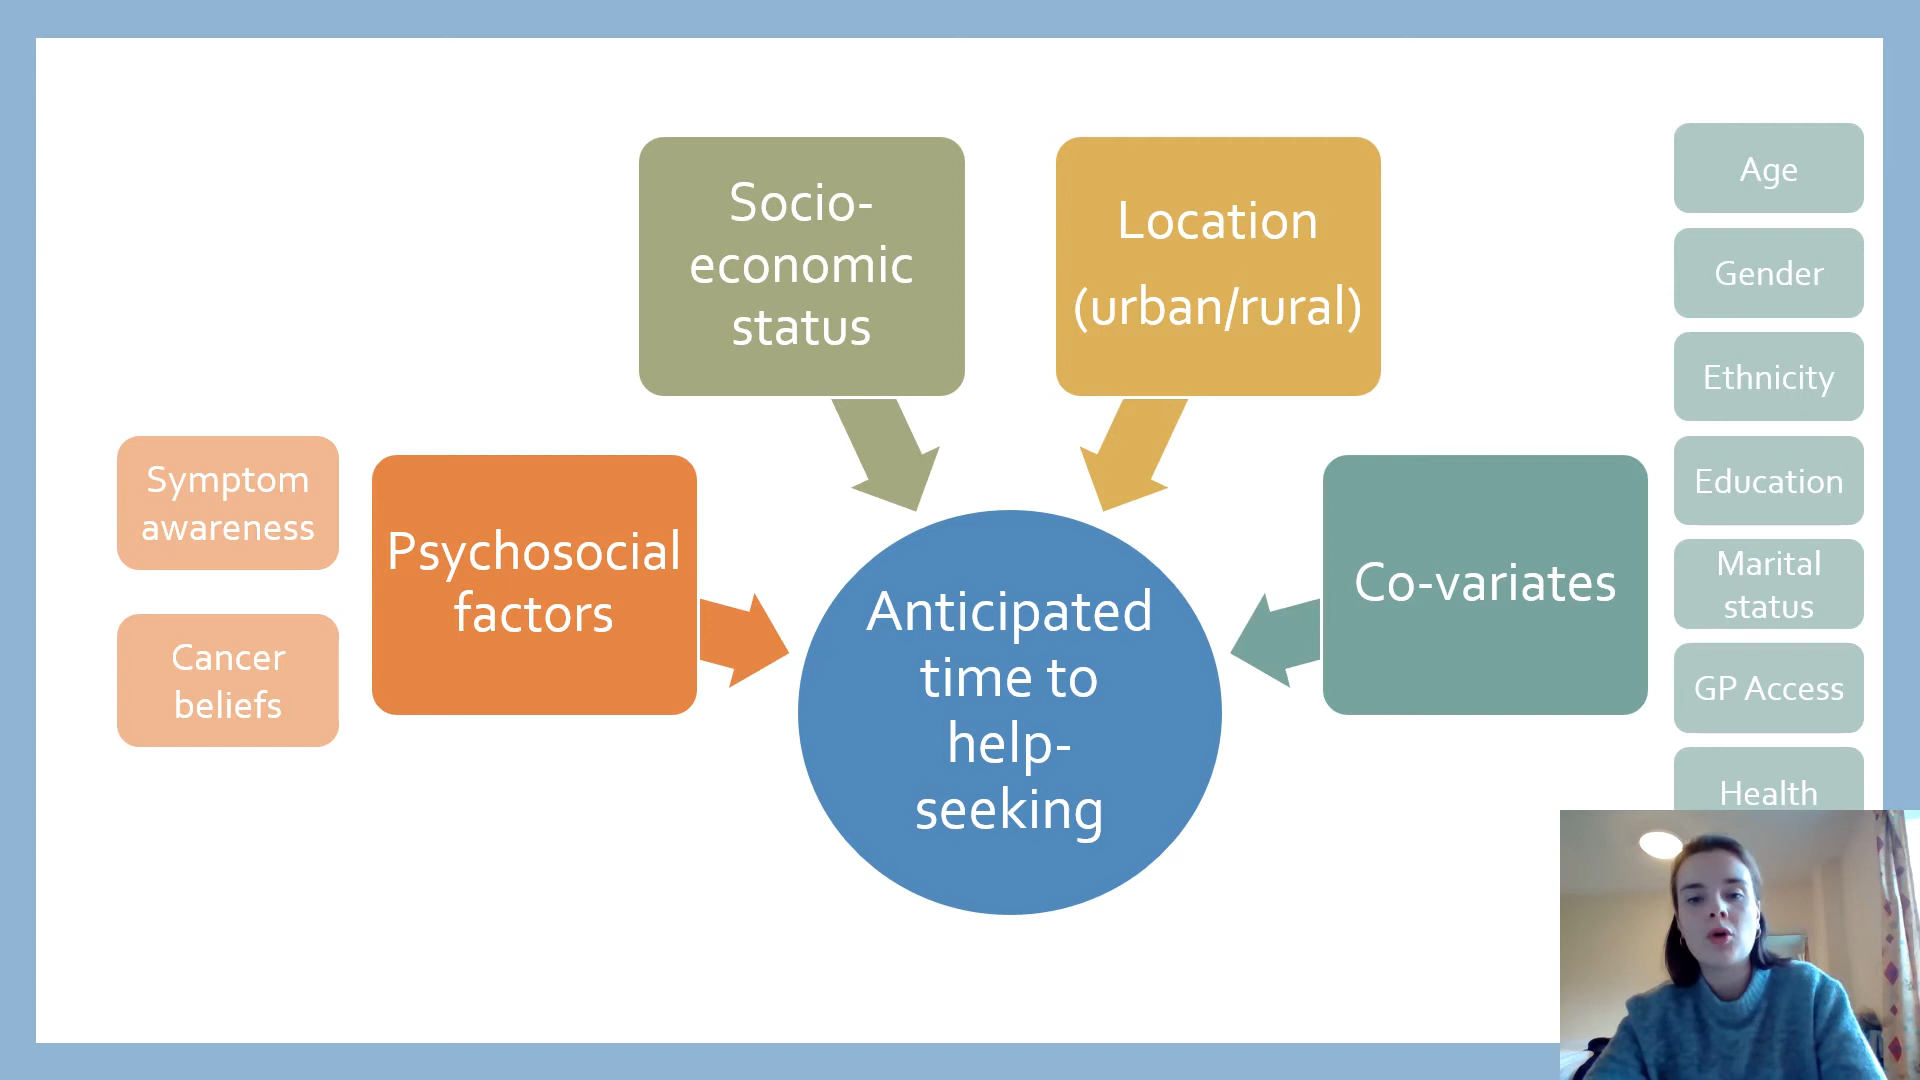 Socio-
economic
status
Location
(urban/rural)
Symptom
awareness
Cancer
beliefs
Psychosocial
factors
Anticipated
time to
help-
seeking
Co-variates
Age
Gender
Ethnicity
Education
Marital
status
GP Access
Health